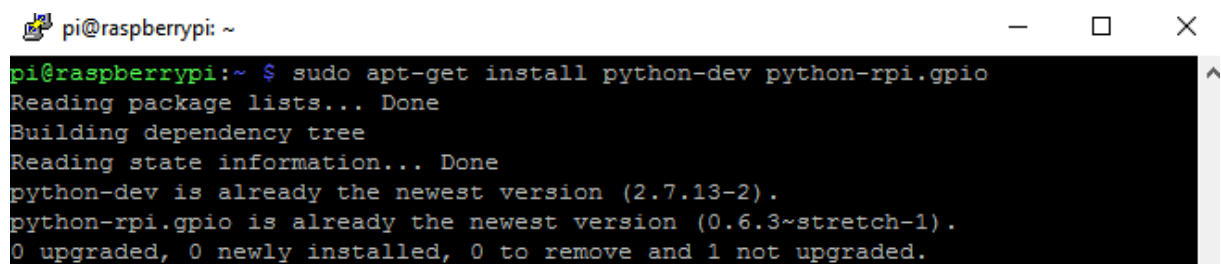 pi@raspberrypi: ~
pi@raspberrypi:~ $ sudo apt-get install python-dev python-rpi.gpio
Reading package lists... Done
Building dependency tree
Reading state information... Done
python-dev is already the newest version (2.7.13-2).
python-rpi.gpio is already the newest version (0.6.3~stretch-1).
0 upgraded, 0 newly installed, 0 to remove and 1 not upgraded.